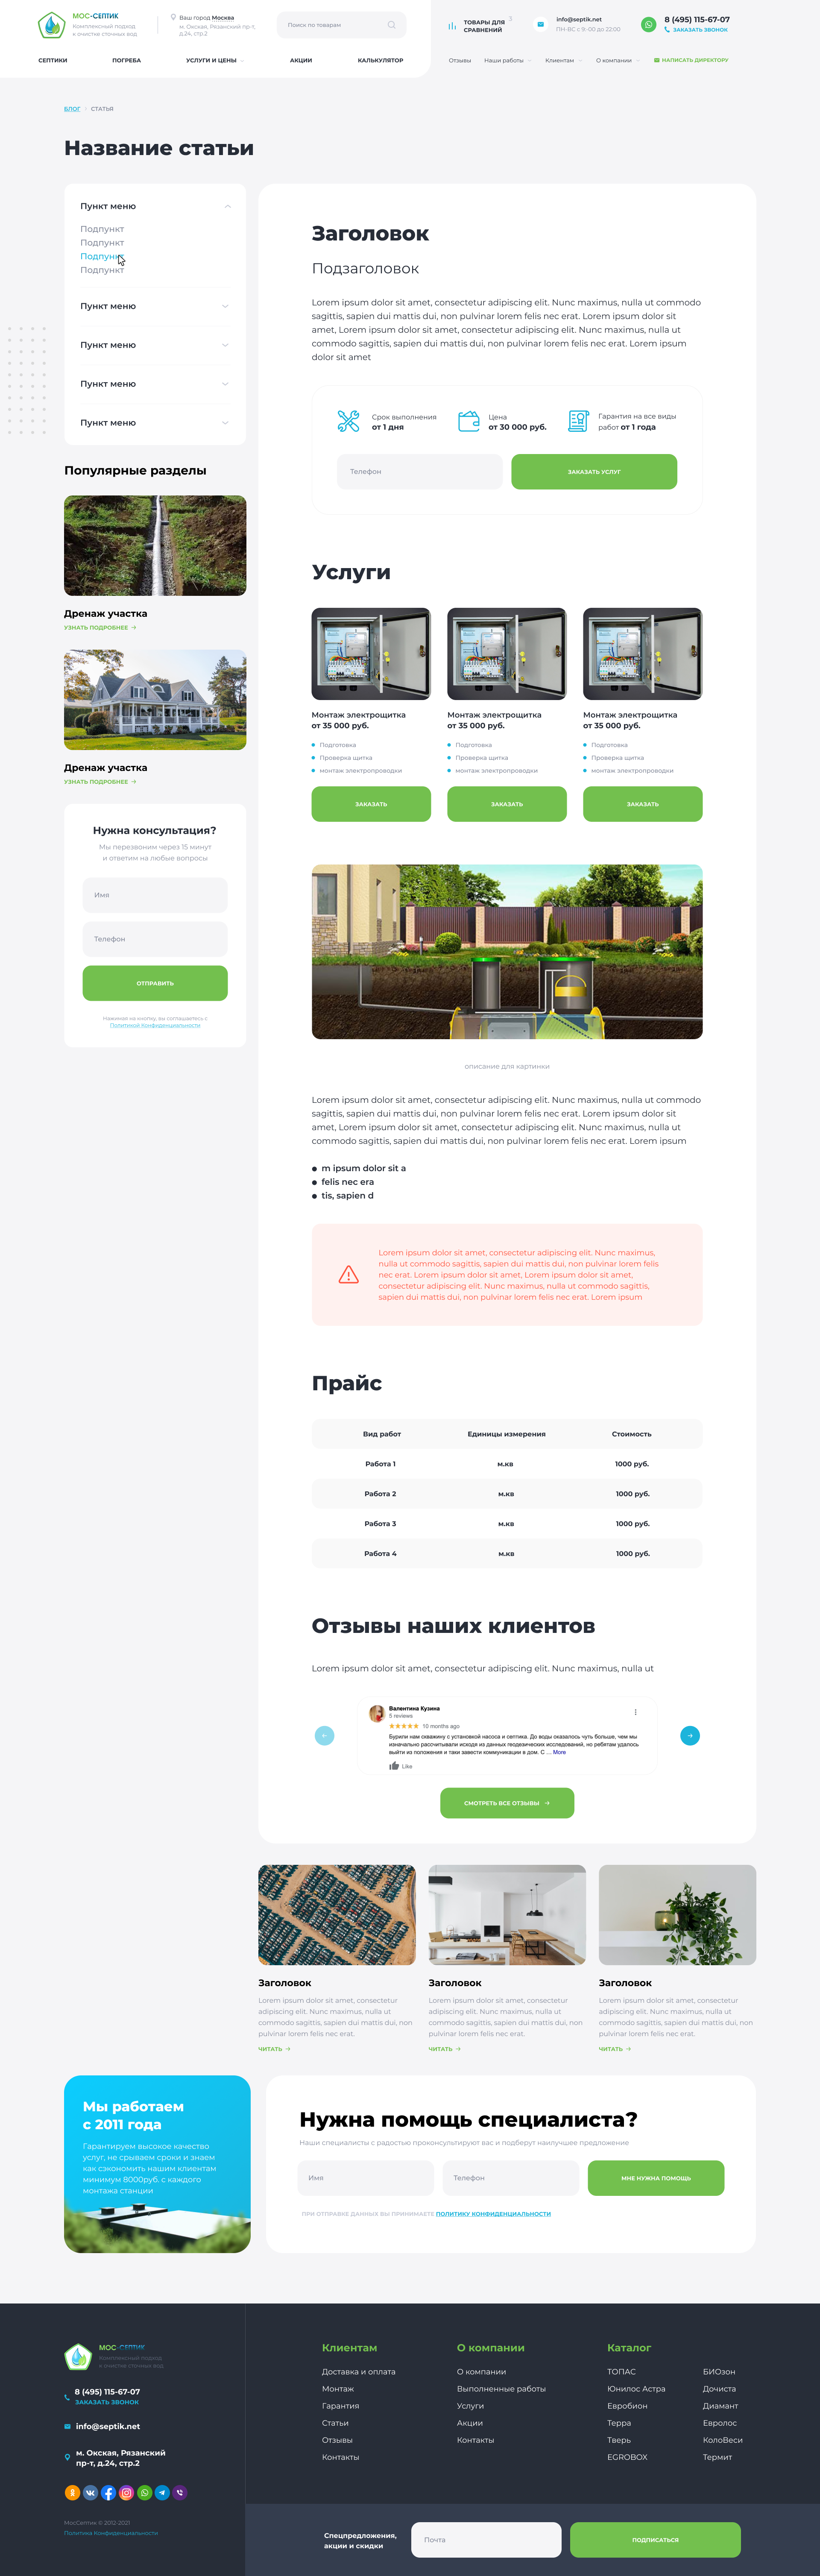 МОС-СЕПТИК
Комплексный подход
к очистке сточных вод
Ваш город Москва
м. Окская, Рязанский пр-т,
д.24, стр.2
Поиск по товарам
ТОВАРЫ ДЛЯ
СРАВНЕНИЙ
3
info@septik.net
ПН-ВС с 9:00 до 22:00
8 (495) 115-67-07
ЗАКАЗАТЬ ЗВОНОК
СЕПТИКИ
ПОГРЕБА
УСЛУГИ И ЦЕНЫ
АКЦИИ
КАЛЬКУЛЯТОР
Отзывы
Наши работы
Клиентам
О компании
НАПИСАТЬ ДИРЕКТОРУ
БЛОГ
СТАТЬЯ
Название статьи
Пункт меню
Подпункт
Подпункт
Подпункт
Подпункт
Пункт меню
Пункт меню
Пункт меню
Пункт меню
Популярные разделы
Дренаж участка
УЗНАТЬ ПОДРОБНЕЕ →
Дренаж участка
УЗНАТЬ ПОДРОБНЕЕ →
Нужна консультация?
Мы перезвоним через 15 минут
и ответим на любые вопросы
Имя
Телефон
ОТПРАВИТЬ
Нажимая на кнопку, вы соглашаетесь с
Политикой Конфиденциальности
Заголовок
Подзаголовок
Lorem ipsum dolor sit amet, consectetur adipiscing elit. Nunc maximus, nulla ut commodo
sagittis, sapien dui mattis dui, non pulvinar lorem felis nec erat. Lorem ipsum dolor sit
amet, Lorem ipsum dolor sit amet, consectetur adipiscing elit. Nunc maximus, nulla ut
commodo sagittis, sapien dui mattis dui, non pulvinar lorem felis nec erat. Lorem ipsum
dolor sit amet
Срок выполнения
от 1 дня
Цена
от 30 000 руб.
Гарантия на все виды
работ от 1 года
Телефон
ЗАКАЗАТЬ УСЛУГ
Услуги
Монтаж электрощитка
от 35 000 руб.
Подготовка
Проверка щитка
монтаж электропроводки
ЗАКАЗАТЬ
Монтаж электрощитка
от 35 000 руб.
Подготовка
Проверка щитка
монтаж электропроводки
ЗАКАЗАТЬ
Монтаж электрощитка
от 35 000 руб.
Подготовка
Проверка щитка
монтаж электропроводки
ЗАКАЗАТЬ
описание для картинки
Lorem ipsum dolor sit amet, consectetur adipiscing elit. Nunc maximus, nulla ut commodo
sagittis, sapien dui mattis dui, non pulvinar lorem felis nec erat. Lorem ipsum dolor sit
amet, Lorem ipsum dolor sit amet, consectetur adipiscing elit. Nunc maximus, nulla ut
commodo sagittis, sapien dui mattis dui, non pulvinar lorem felis nec erat. Lorem ipsum
m ipsum dolor sit a
felis nec era
tis, sapien d
Lorem ipsum dolor sit amet, consectetur adipiscing elit. Nunc maximus,
nulla ut commodo sagittis, sapien dui mattis dui, non pulvinar lorem felis
nec erat. Lorem ipsum dolor sit amet, Lorem ipsum dolor sit amet,
consectetur adipiscing elit. Nunc maximus, nulla ut commodo sagittis,
sapien dui mattis dui, non pulvinar lorem felis nec erat. Lorem ipsum
Прайс
Вид работ Единицы измерения Стоимость
Работа 1 м.кв 1000 руб.
Работа 2 м.кв 1000 руб.
Работа 3 м.кв 1000 руб.
Работа 4 м.кв 1000 руб.
Отзывы наших клиентов
Lorem ipsum dolor sit amet, consectetur adipiscing elit. Nunc maximus, nulla ut
Валентина Кузина
5 reviews
10 months ago
Бурили нам скважину с установкой насоса и септика. До воды оказалось чуть больше, чем мы
изначально рассчитывали исходя из данных геодезических исследований, но ребятам удалось
выйти из положения и таки завести коммуникации в дом. С ... More
Like
СМОТРЕТЬ ВСЕ ОТЗЫВЫ →
Заголовок
Lorem ipsum dolor sit amet, consectetur
adipiscing elit. Nunc maximus, nulla ut
commodo sagittis, sapien dui mattis dui, non
pulvinar lorem felis nec erat.
ЧИТАТЬ →
Заголовок
Lorem ipsum dolor sit amet, consectetur
adipiscing elit. Nunc maximus, nulla ut
commodo sagittis, sapien dui mattis dui, non
pulvinar lorem felis nec erat.
ЧИТАТЬ →
Заголовок
Lorem ipsum dolor sit amet, consectetur
adipiscing elit. Nunc maximus, nulla ut
commodo sagittis, sapien dui mattis dui, non
pulvinar lorem felis nec erat.
ЧИТАТЬ →
Мы работаем
с 2011 года
Гарантируем высокое качество
услуг, не срываем сроки и знаем
как сэкономить нашим клиентам
минимум 8000руб. с каждого
монтажа станции
Нужна помощь специалиста?
Наши специалисты с радостью проконсультируют вас и подберут наилучшее предложение
Имя
Телефон
МНЕ НУЖНА ПОМОЩЬ
ПРИ ОТПРАВКЕ ДАННЫХ ВЫ ПРИНИМАЕТЕ ПОЛИТИКУ КОНФИДЕНЦИАЛЬНОСТИ
МОС-СЕПТИК
Комплексный подход
к очистке сточных вод
8 (495) 115-67-07
ЗАКАЗАТЬ ЗВОНОК
info@septik.net
м. Окская, Рязанский
пр-т, д.24, стр.2
МосСептик © 2012-2021
Политика Конфиденциальности
Клиентам
Доставка и оплата
Монтаж
Гарантия
Статьи
Отзывы
Контакты
О компании
О компании
Выполненные работы
Услуги
Акции
Контакты
Каталог
ТОПАС
Юнилос Астра
Евробион
Терра
Тверь
EGROBOX
БИОзон
Дочиста
Диамант
Евролос
КолоВеси
Термит
Спецпредложения,
акции и скидки
Почта
ПОДПИСАТЬСЯ